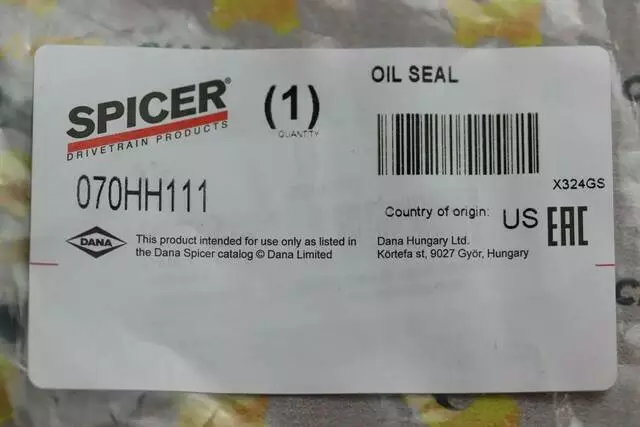 SPICER®
DRIVETRAIN PRODUCTS
(1)
QUANTITY
OIL SEAL
X324GS
070HH111
Country of origin: US
EAC
DANA
This product intended for use only as listed in
the Dana Spicer catalog © Dana Limited
Dana Hungary Ltd.
Körtefa st, 9027 Györ, Hungary